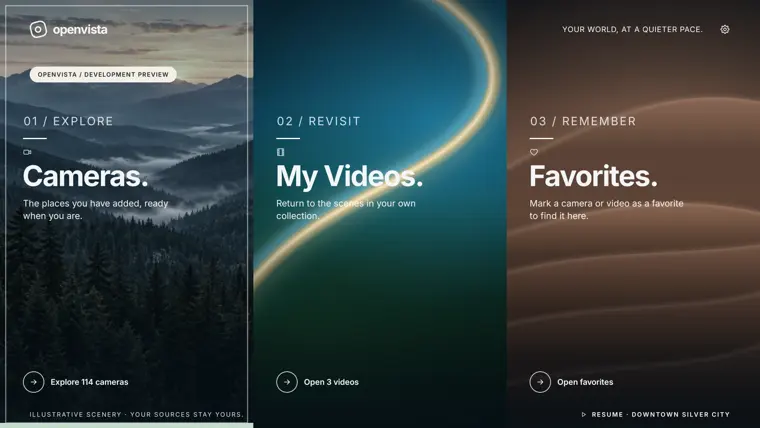 openvista
YOUR WORLD, AT A QUIETER PACE.
OPENVISTA / DEVELOPMENT PREVIEW
01 / EXPLORE
Cameras.
The places you have added, ready
when you are.
Explore 114 cameras
02 / REVISIT
My Videos.
Return to the scenes in your own
collection.
Open 3 videos
03 / REMEMBER
Favorites.
Mark a camera or video as a favorite
to find it here.
Open favorites
ILLUSTRATIVE SCENERY · YOUR SOURCES STAY YOURS.
RESUME · DOWNTOWN SILVER CITY